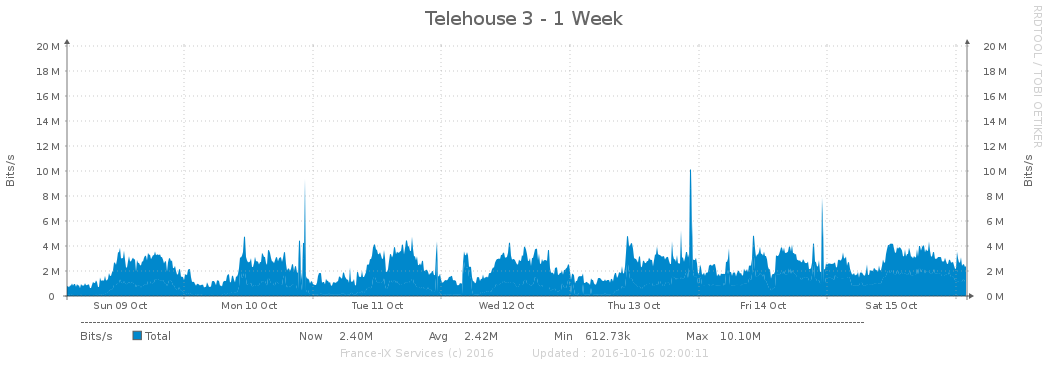 Telehouse 3 - 1 Week
RRDTOOL / TOBI OETIKER
Bits/s
Bits/s
20 M 20 M
18 M 18 M
16 M 16 M
14 M 14 M
12 M 12 M
10 M 10 M
8 M 8 M
6 M 6 M
4 M 4 M
2 M 2 M
0 0 M
Sun 09 Oct Mon 10 Oct Tue 11 Oct Wed 12 Oct Thu 13 Oct Fri 14 Oct Sat 15 Oct
Bits/s Total Now 2.40M Avg 2.42M Min 612.73k Max 10.10M
France-IX Services (c) 2016 Updated : 2016-10-16 02:00:11